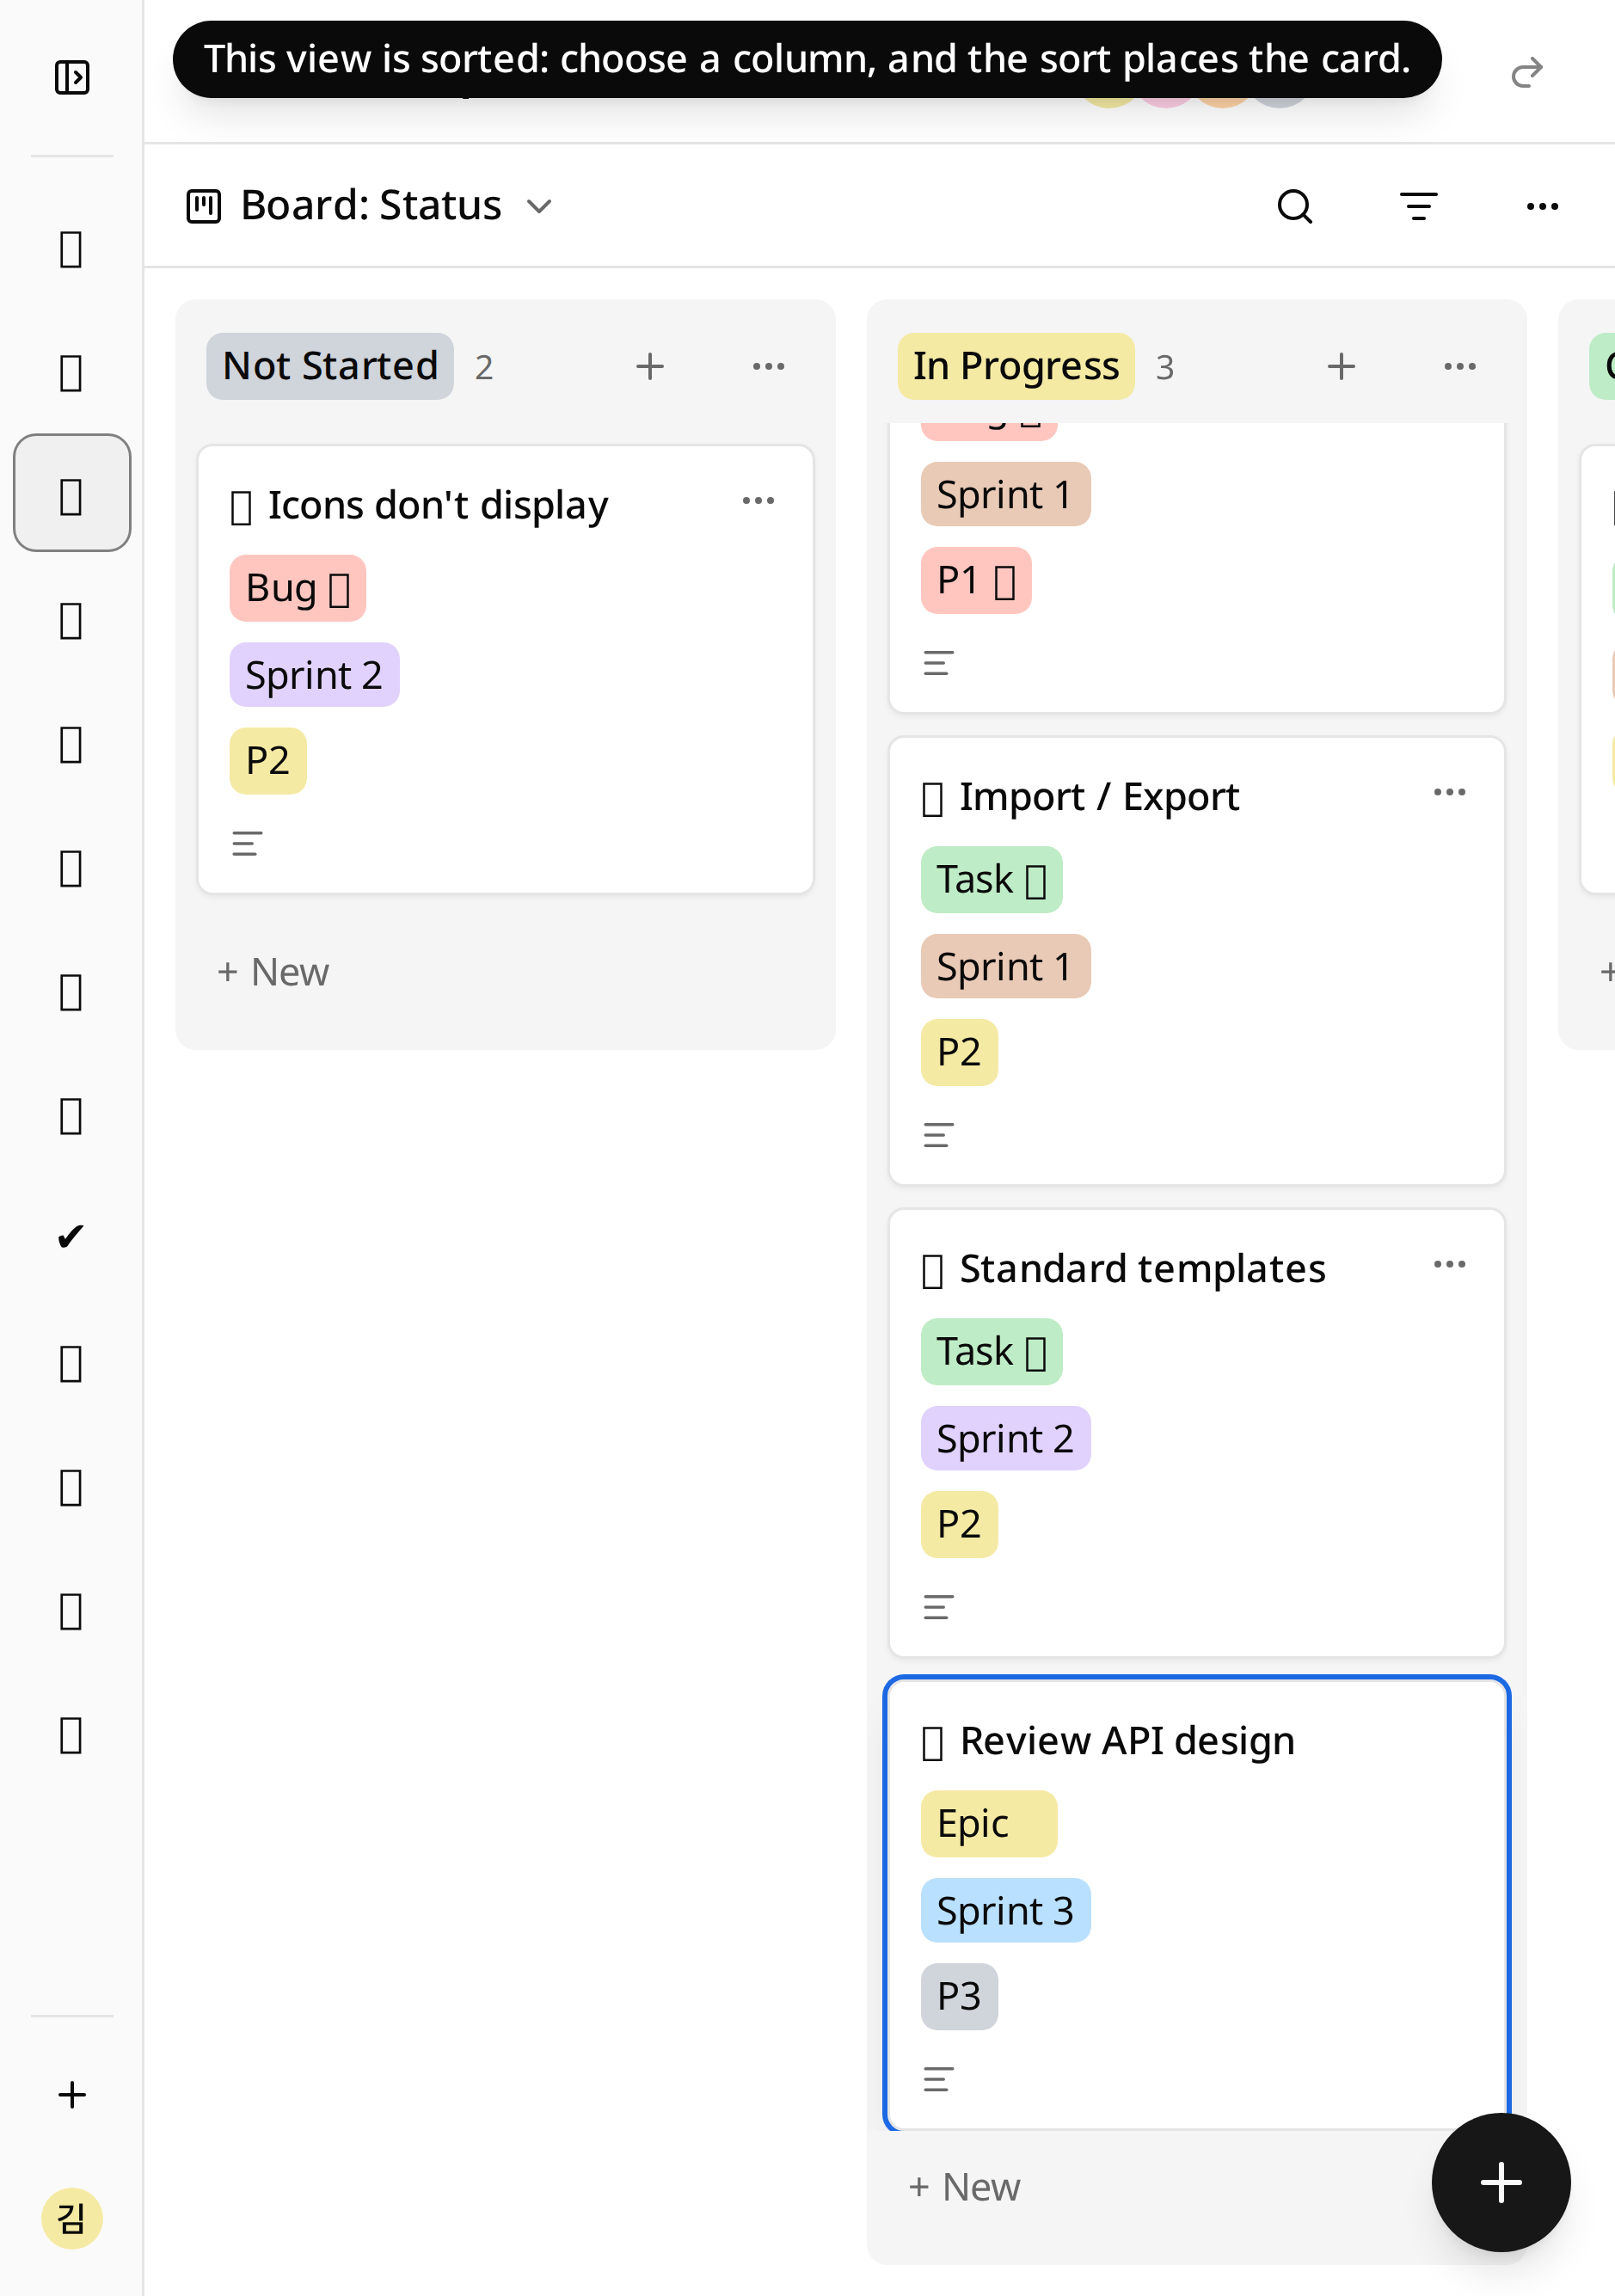 This view is sorted: choose a column, and the sort places the card.
Board: Status
Not Started 2
Icons don't display
Bug
Sprint 2
P2
+ New
In Progress 3
Sprint 1
P1
Import / Export
Task
Sprint 1
P2
Standard templates
Task
Sprint 2
P2
Review API design
Epic
Sprint 3
P3
+ New
✔
김